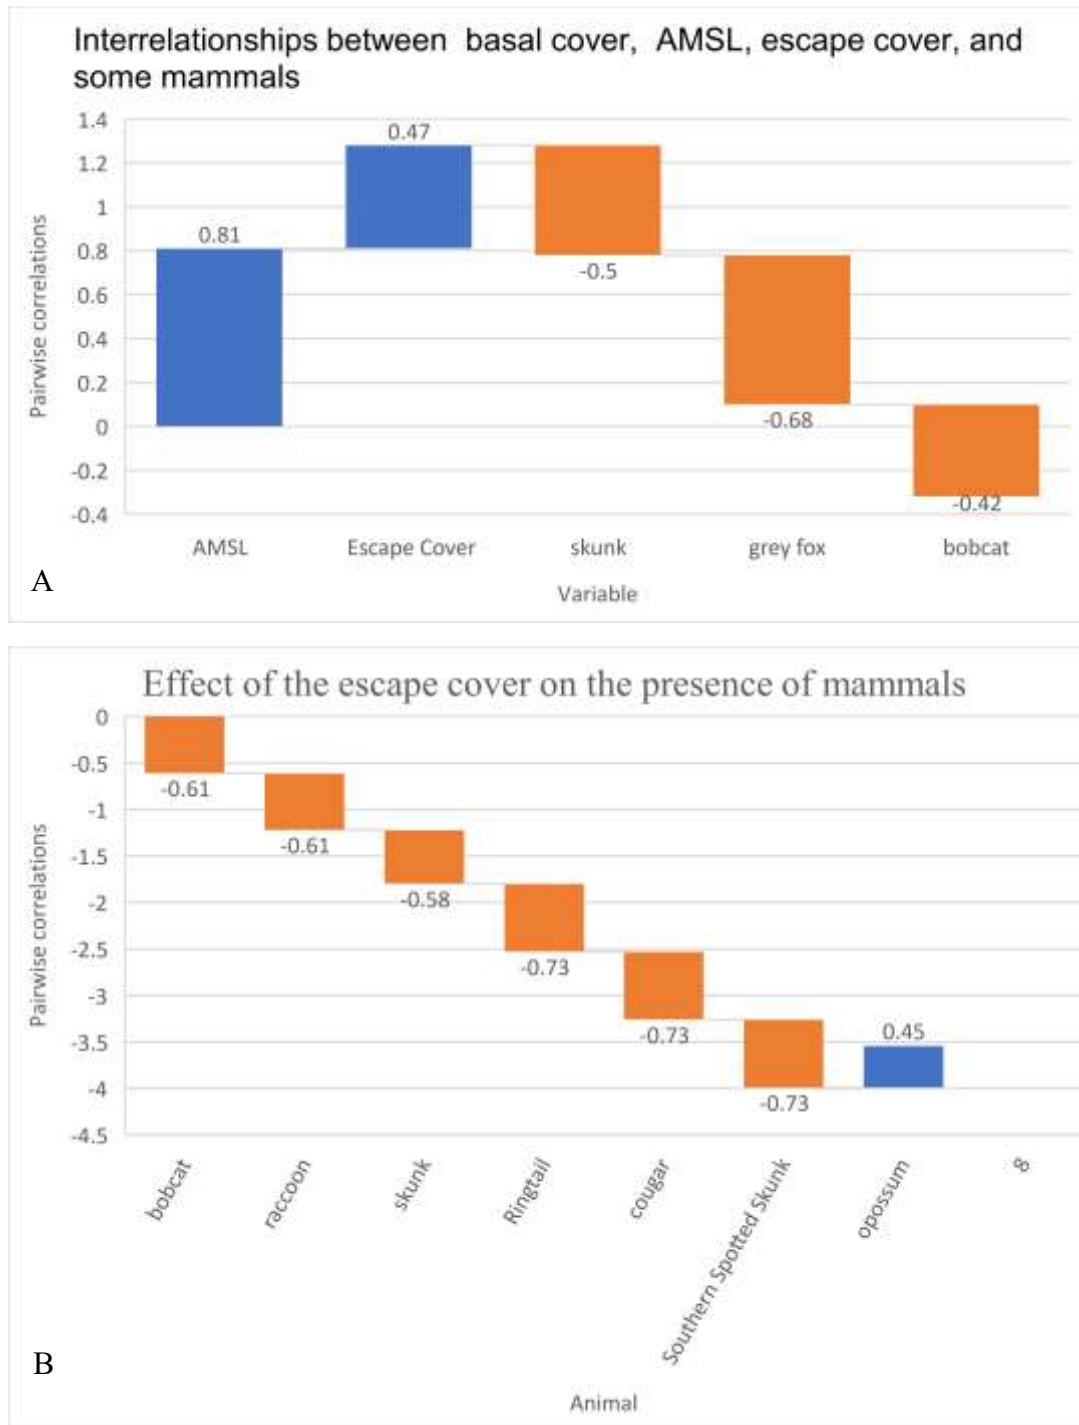 Interrelationships between basal cover, AMSL, escape cover, and
some mammals
Pairwise correlations
1.4
1.2
1
0.8
0.6
0.4
0.2
0
-0.2
-0.4
0.81
0.47
-0.5
-0.68
-0.42
AMSL
Escape Cover
skunk
grey fox
bobcat
Variable
A
Effect of the escape cover on the presence of mammals
Pairwise correlations
0
-0.5
-1
-1.5
-2
-2.5
-3
-3.5
-4
-4.5
-0.61
-0.61
-0.58
-0.73
-0.73
-0.73
0.45
bobcat
raccoon
skunk
Ringtail
cougar
Southern Spotted Skunk
opossum
8
Animal
B